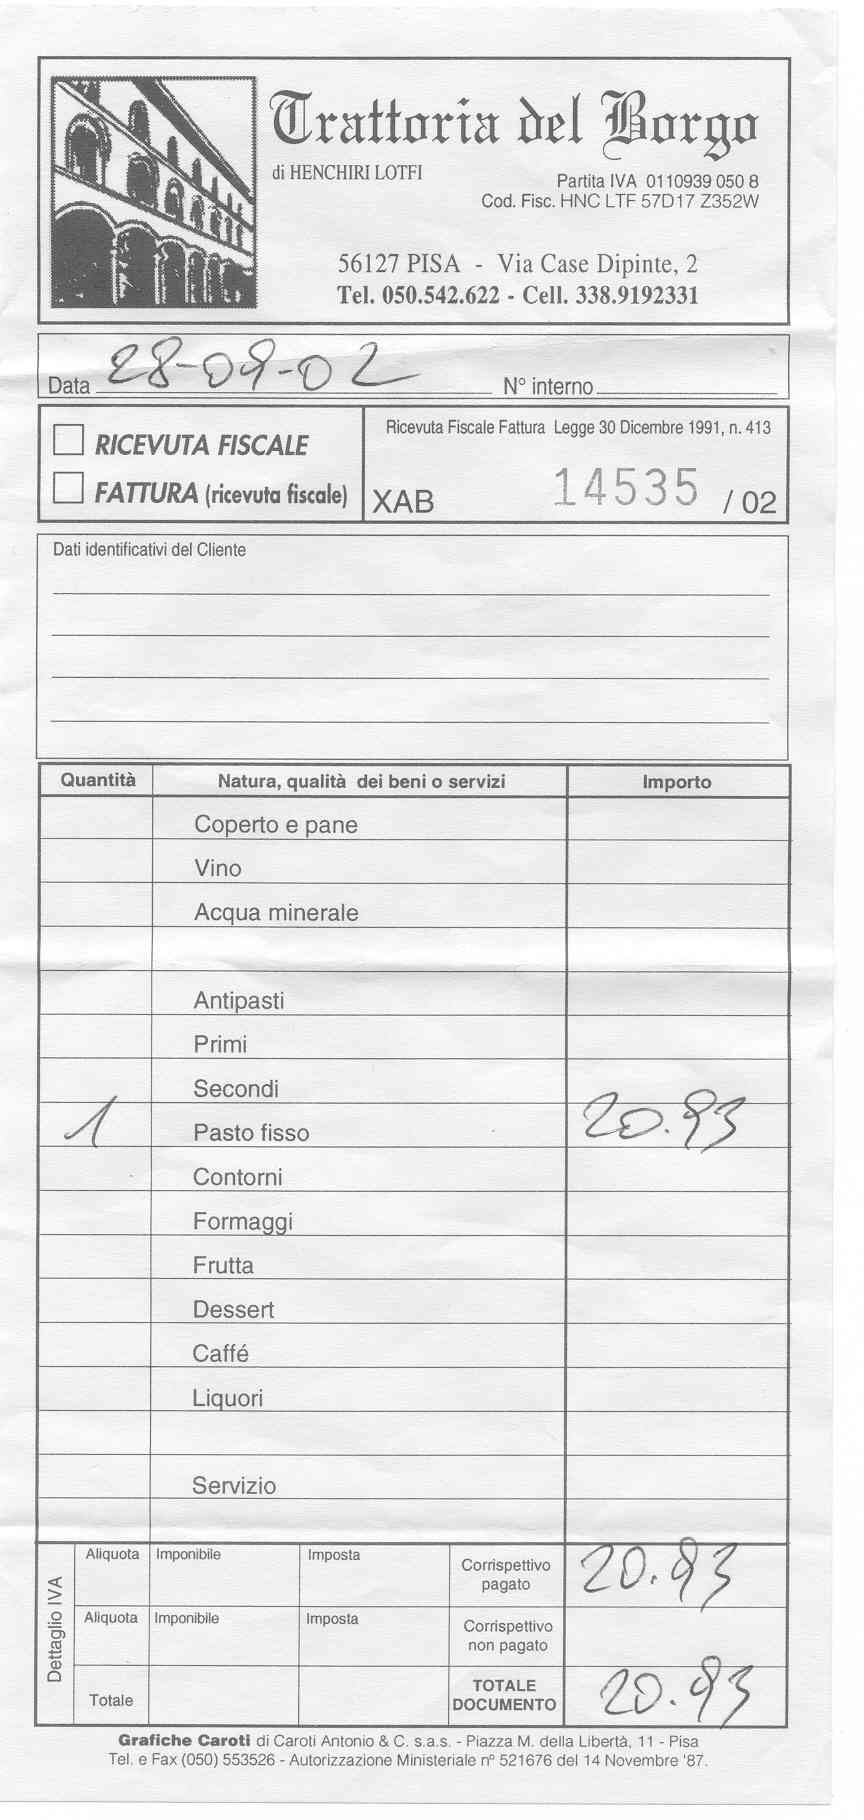 Trattoria del Borgo
di HENCHIRI LOTFI
Partita IVA 0110939 050 8
Cod. Fisc. HNC LTF 57D17 Z352W
56127 PISA - Via Case Dipinte, 2
Tel. 050.542.622 - Cell. 338.9192331
Data 28-09-02 N° interno
RICEVUTA FISCALE
FATTURA (ricevuta fiscale)
Ricevuta Fiscale Fattura Legge 30 Dicembre 1991, n. 413
XAB 14535 / 02
Dati identificativi del Cliente
Quantità Natura, qualità dei beni o servizi Importo
Coperto e pane
Vino
Acqua minerale
Antipasti
Primi
Secondi
1 Pasto fisso 20.93
Contorni
Formaggi
Frutta
Dessert
Caffé
Liquori
Servizio
Dettaglio IVA
Aliquota Imponibile Imposta Corrispettivo pagato 20.93
Aliquota Imponibile Imposta Corrispettivo non pagato
Totale TOTALE DOCUMENTO 20.93
Grafiche Caroti di Caroti Antonio & C. s.a.s. - Piazza M. della Libertà, 11 - Pisa
Tel. e Fax (050) 553526 - Autorizzazione Ministeriale n° 521676 del 14 Novembre '87.